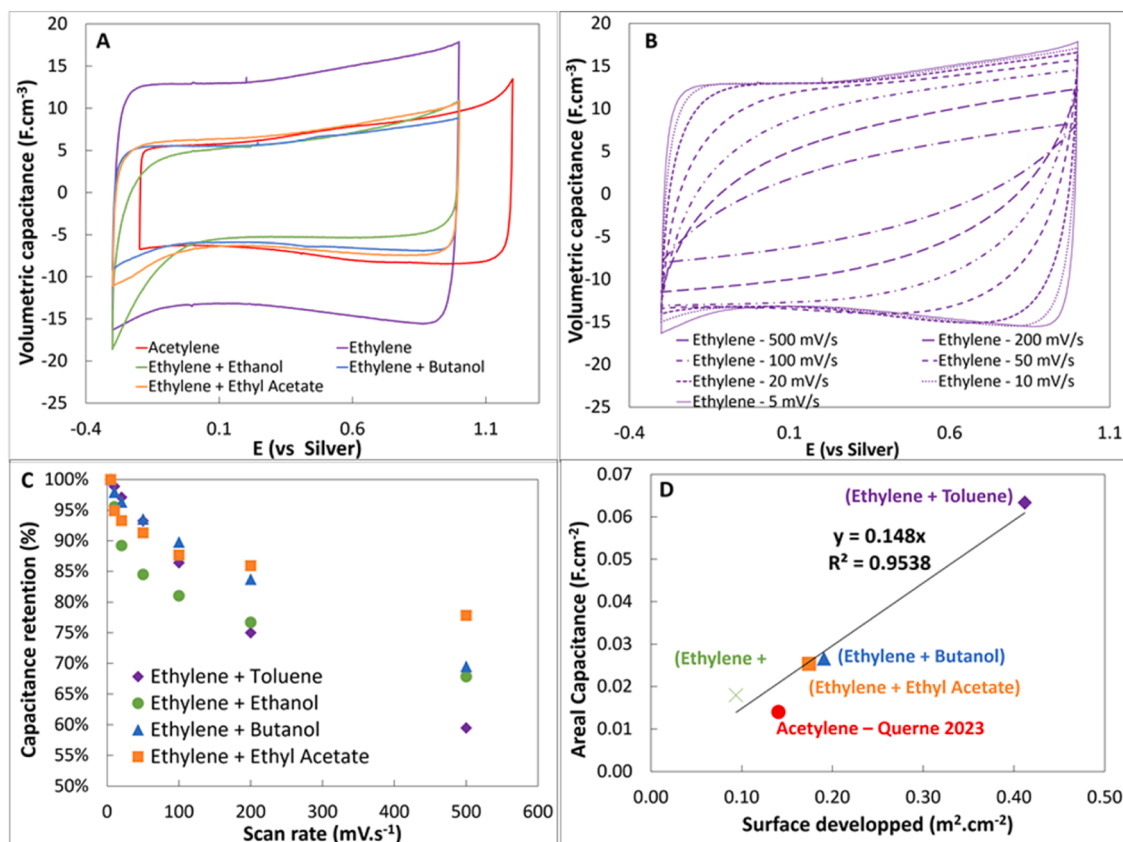 A
Volumetric capacitance (F.cm-3)
20
15
10
5
0
-5
-10
-15
-20
-25
Acetylene
Ethylene
Ethylene + Ethanol
Ethylene + Butanol
Ethylene + Ethyl Acetate
-0.4
0.1
0.6
1.1
E (vs Silver)
B
Volumetric capacitance (F.cm-3)
20
15
10
5
0
-5
-10
-15
-20
-25
Ethylene - 500 mV/s
Ethylene - 200 mV/s
Ethylene - 100 mV/s
Ethylene - 50 mV/s
Ethylene - 20 mV/s
Ethylene - 10 mV/s
Ethylene - 5 mV/s
-0.4
0.1
0.6
1.1
E (vs Silver)
C
Capacitance retention (%)
100%
95%
90%
85%
80%
75%
70%
65%
60%
55%
50%
Ethylene + Toluene
Ethylene + Ethanol
Ethylene + Butanol
Ethylene + Ethyl Acetate
0
100
200
300
400
500
600
Scan rate (mV.s-1)
D
Areal Capacitance (F.cm-2)
0.07
0.06
0.05
0.04
0.03
0.02
0.01
0.00
(Ethylene + Toluene)
y = 0.148x
R² = 0.9538
(Ethylene +
(Ethylene + Butanol)
(Ethylene + Ethyl Acetate)
Acetylene – Querne 2023
0.00
0.10
0.20
0.30
0.40
0.50
Surface developped (m².cm-2)